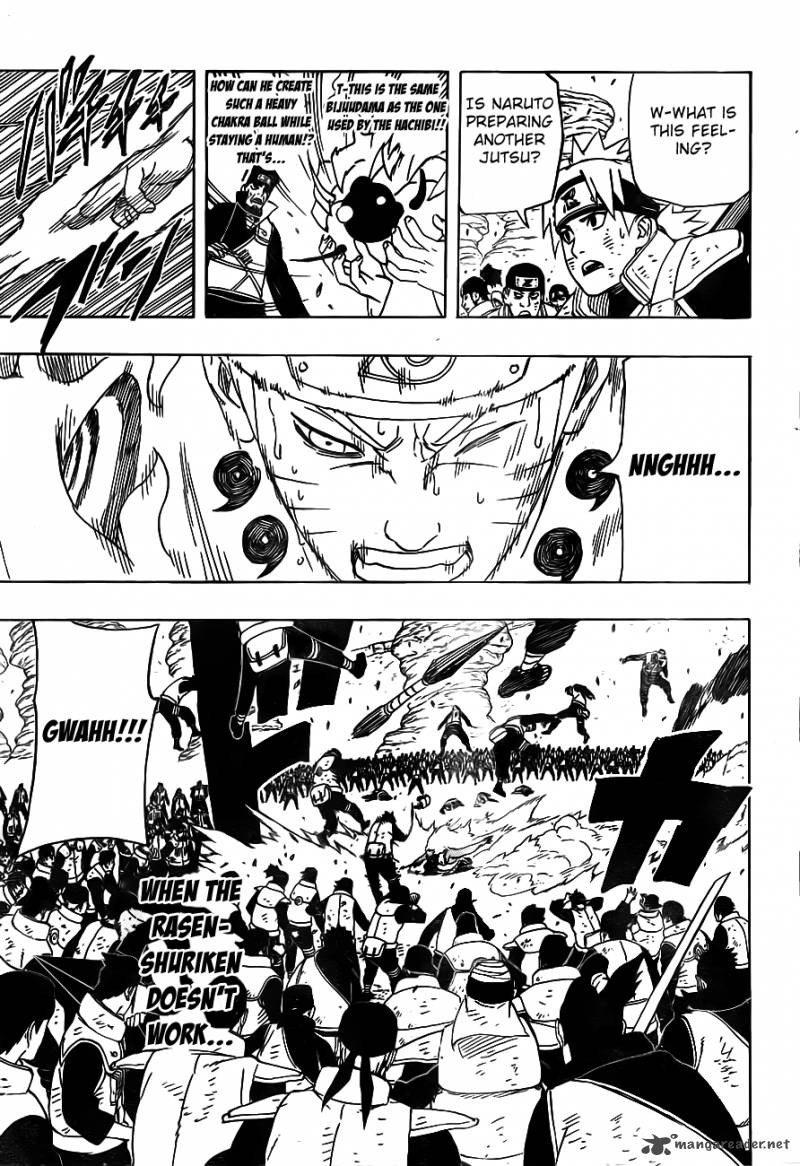 W-WHAT IS
THIS FEEL-
ING?
IS NARUTO
PREPARING
ANOTHER
JUTSU?
T-THIS IS THE SAME
BIJUUDAMA AS THE ONE
USED BY THE HACHIBI!!
HOW CAN HE CREATE
SUCH A HEAVY
CHAKRA BALL WHILE
STAYING A HUMAN!?
THAT'S...
NNGHHH...
GWAHH!!!
ガ
WHEN THE
RASEN-
SHURIKEN
DOESN'T
WORK...
mangareader.net